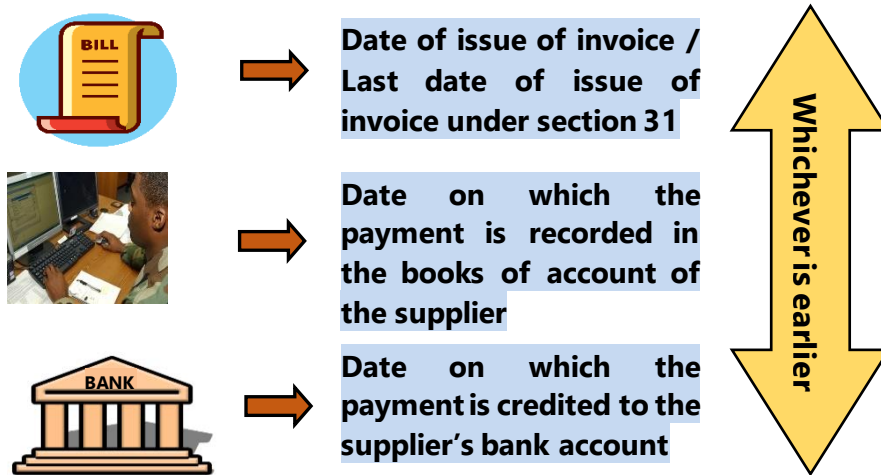 BILL
Date of issue of invoice /
Last date of issue of
invoice under section 31
Date on which the
payment is recorded in
the books of account of
the supplier
BANK
Date on which the
payment is credited to the
supplier’s bank account
Whichever is earlier